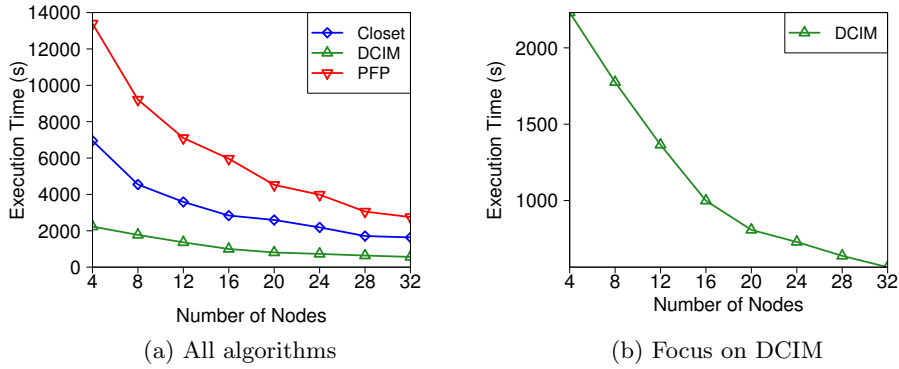 14000
12000
10000
8000
6000
4000
2000
0
Execution Time (s)
Closet
DCIM
PFP
4 8 12 16 20 24 28 32
Number of Nodes
(a) All algorithms
2000
1500
1000
Execution Time (s)
DCIM
4 8 12 16 20 24 28 32
Number of Nodes
(b) Focus on DCIM